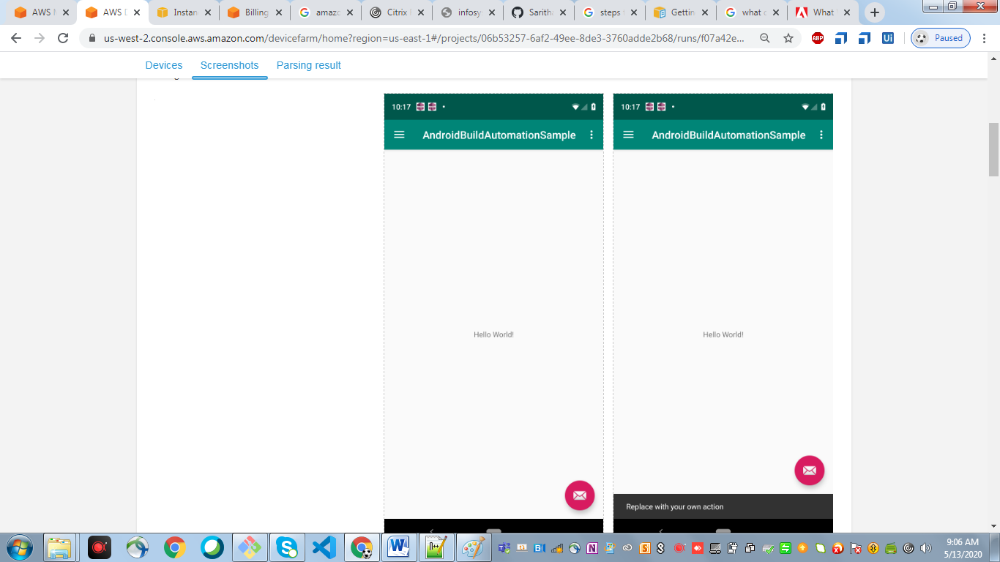 AWS M
AWS D
Instan
Billing
amazo
Citrix
infosy
Sarith
steps
Gettin
what
What
us-west-2.console.aws.amazon.com/devicefarm/home?region=us-east-1#/projects/06b53257-6af2-49ee-8de3-3760adde2b68/runs/f07a42e...
ABP
Ui
Paused
Devices
Screenshots
Parsing result
10:17
AndroidBuildAutomationSample
Hello World!
10:17
AndroidBuildAutomationSample
Hello World!
Replace with your own action
9:06 AM
5/13/2020